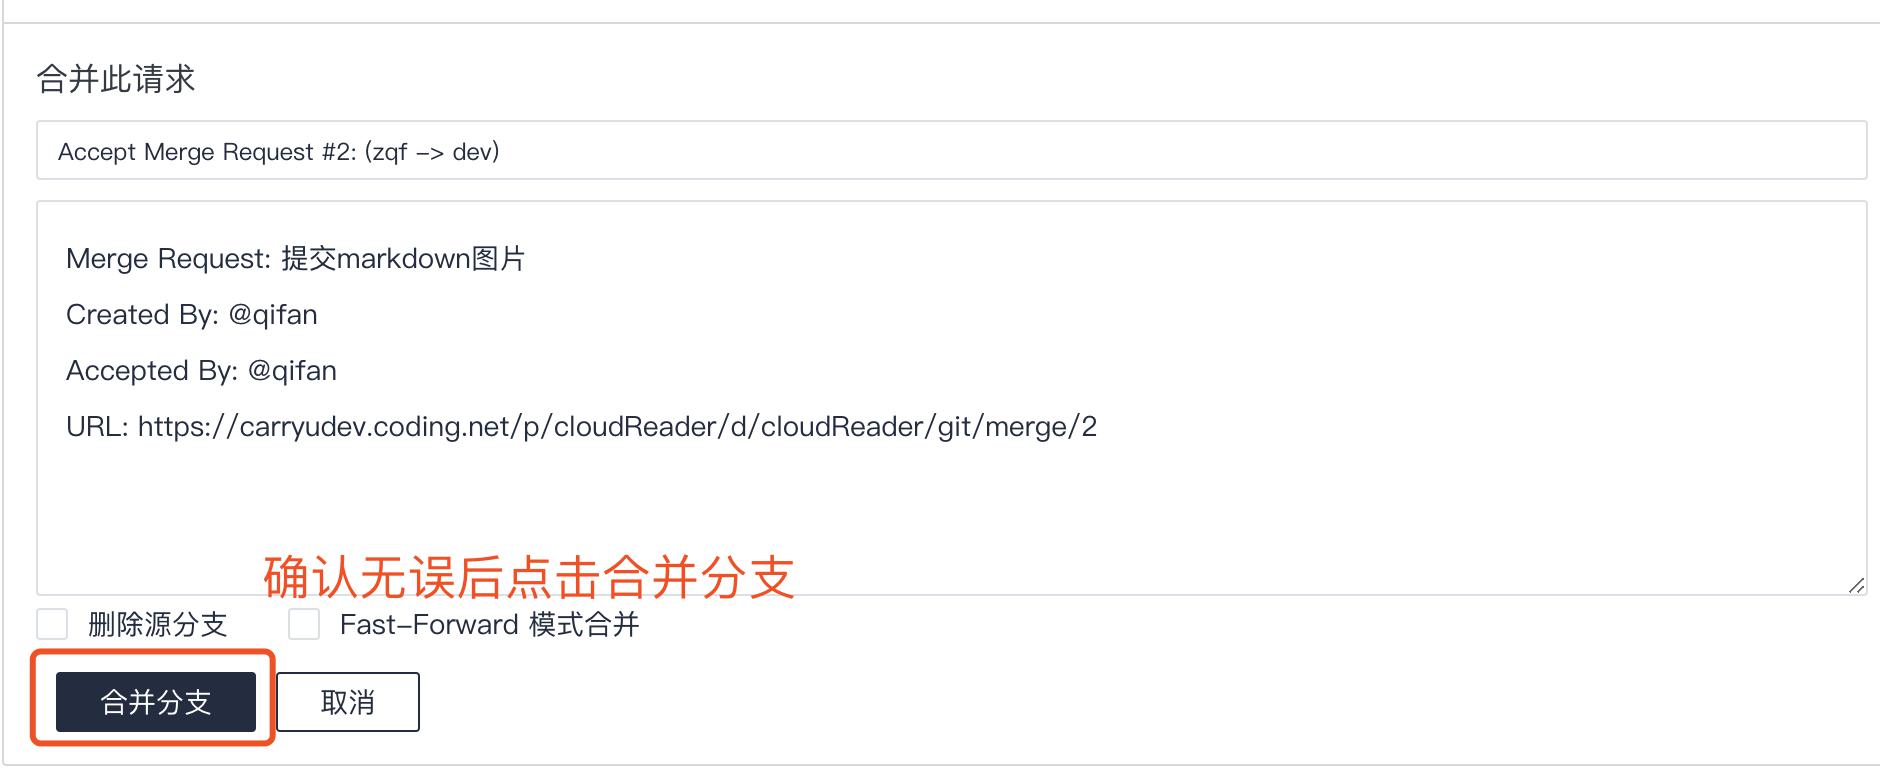 合并此请求
Accept Merge Request #2: (zqf -> dev)
Merge Request: 提交markdown图片
Created By: @qifan
Accepted By: @qifan
URL: https://carryudev.coding.net/p/cloudReader/d/cloudReader/git/merge/2
确认无误后点击合并分支
删除源分支 Fast-Forward 模式合并
合并分支 取消